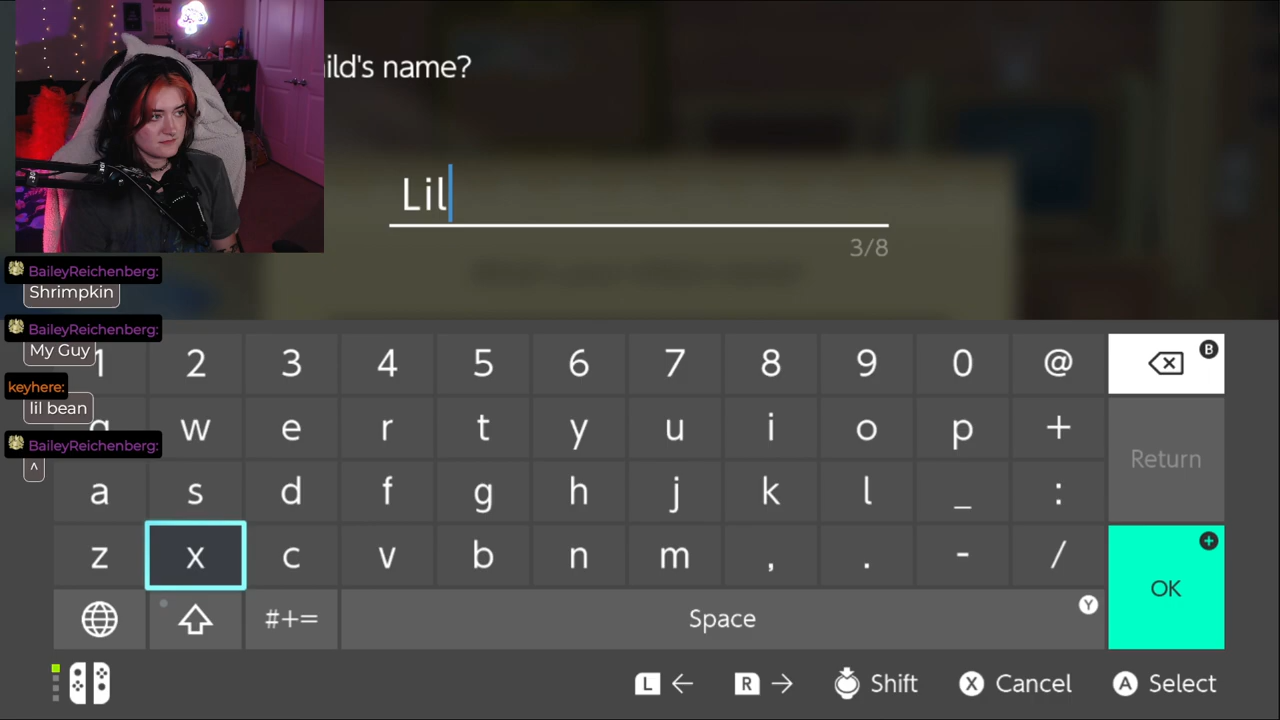 ild's name?
Lil
3/8
BaileyReichenberg:
Shrimpkin
BaileyReichenberg:
My Guy
keyhere:
lil bean
BaileyReichenberg:
^
1 2 3 4 5 6 7 8 9 0 @ B
q w e r t y u i o p +
Return
a s d f g h j k l _ :
z x c v b n m , . - / +
OK
#+= Space Y
L ← R → Shift X Cancel A Select